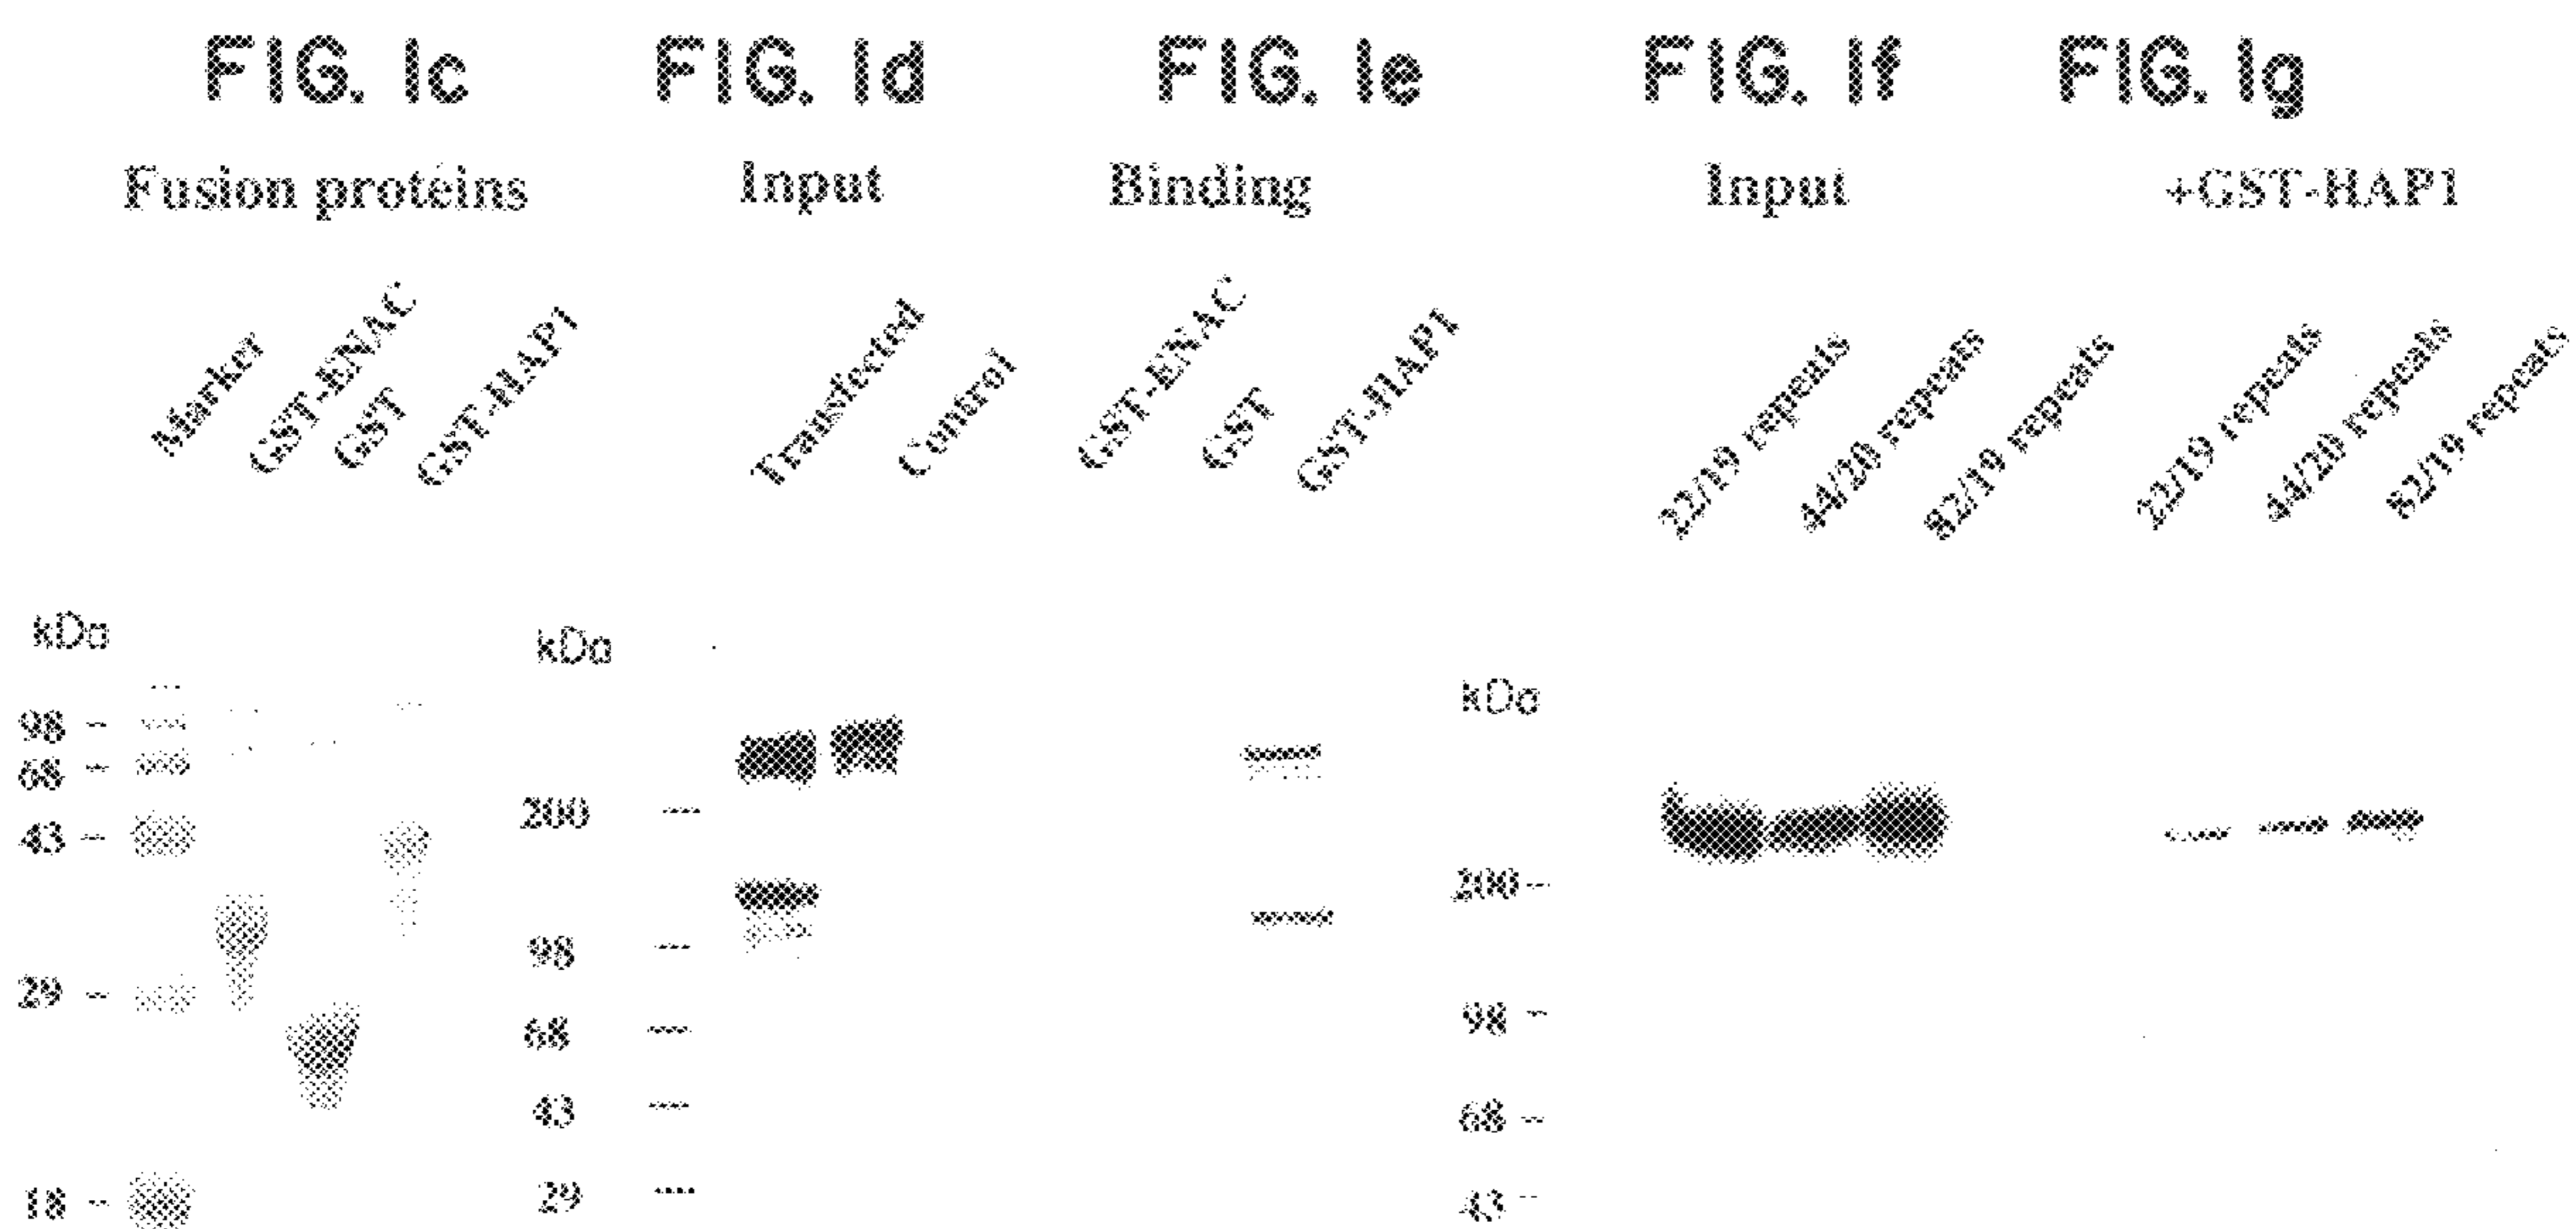 FIG. 1c FIG. 1d FIG. 1e FIG. 1f FIG. 1g
Fusion proteins Input Binding Input +GST-HAP1
Marker GST-ENAC GST GST-HAP1
Transfected Control
GST-ENAC GST GST-HAP1
22/19 repeats 44/20 repeats 82/19 repeats
22/19 repeats 44/20 repeats 82/19 repeats
kDa
98
68
43
29
18
kDa
200
98
68
43
29
kDa
200
98
68
43